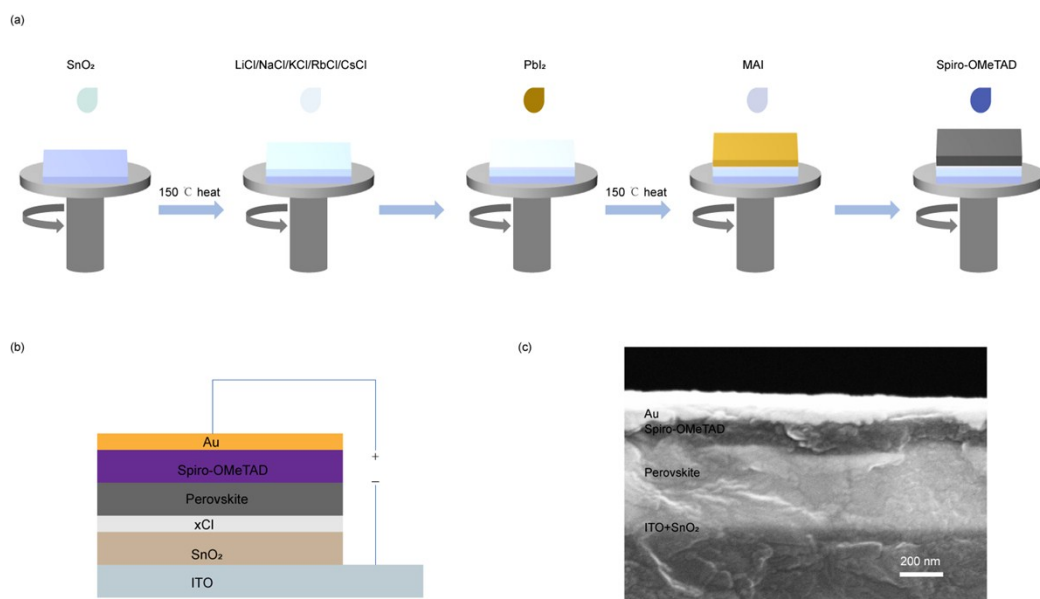 (a)
SnO₂
LiCl/NaCl/KCl/RbCl/CsCl
PbI₂
MAI
Spiro-OMeTAD
150 ℃ heat
150 ℃ heat
(b)
Au
Spiro-OMeTAD
Perovskite
xCl
SnO₂
ITO
+
−
(c)
Au
Spiro-OMeTAD
Perovskite
ITO+SnO₂
200 nm